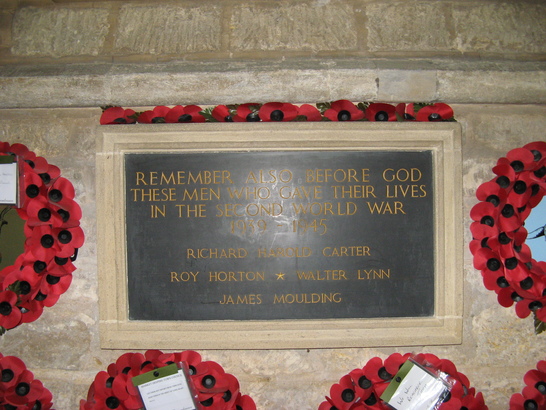 REMEMBER ALSO BEFORE GOD
THESE MEN WHO GAVE THEIR LIVES
IN THE SECOND WORLD WAR
1939 - 1945
RICHARD HAROLD CARTER
ROY HORTON * WALTER LYNN
JAMES MOULDING